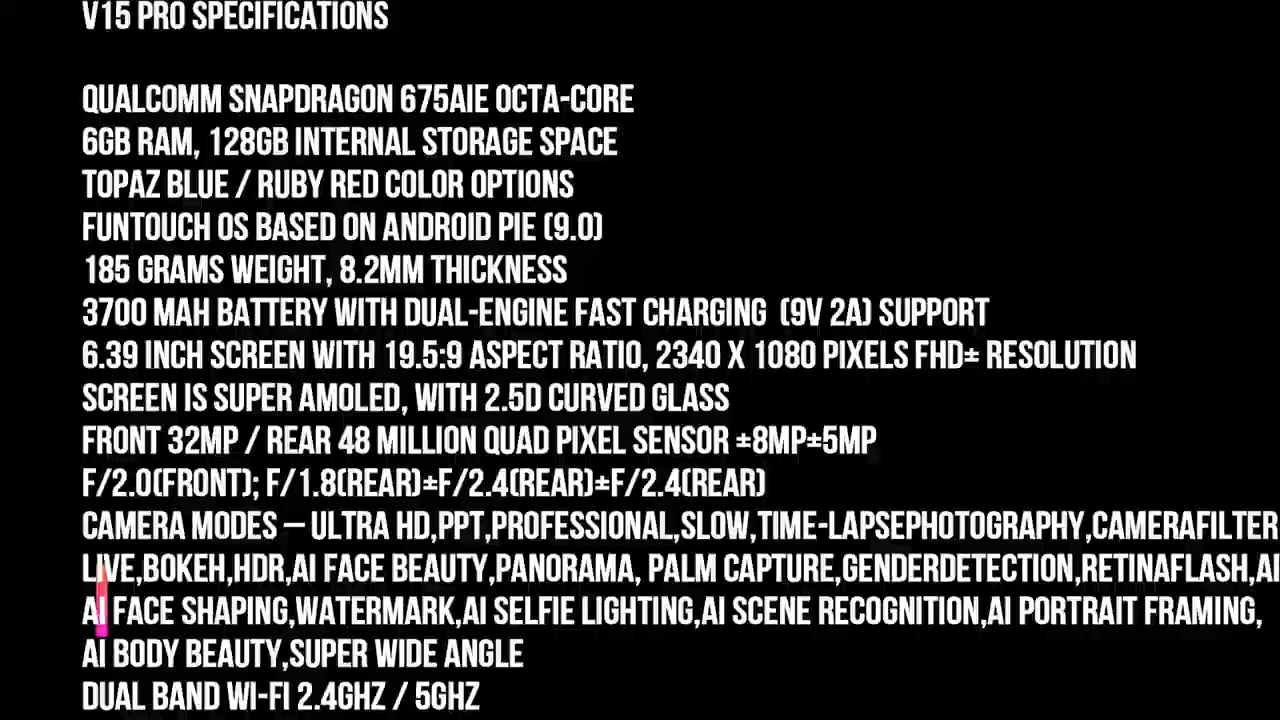 V15 PRO SPECIFICATIONS
QUALCOMM SNAPDRAGON 675AIE OCTA-CORE
6GB RAM, 128GB INTERNAL STORAGE SPACE
TOPAZ BLUE / RUBY RED COLOR OPTIONS
FUNTOUCH OS BASED ON ANDROID PIE (9.0)
185 GRAMS WEIGHT, 8.2MM THICKNESS
3700 MAH BATTERY WITH DUAL-ENGINE FAST CHARGING (9V 2A) SUPPORT
6.39 INCH SCREEN WITH 19.5:9 ASPECT RATIO, 2340 X 1080 PIXELS FHD± RESOLUTION
SCREEN IS SUPER AMOLED, WITH 2.5D CURVED GLASS
FRONT 32MP / REAR 48 MILLION QUAD PIXEL SENSOR ±8MP±5MP
F/2.0(FRONT); F/1.8(REAR)±F/2.4(REAR)±F/2.4(REAR)
CAMERA MODES – ULTRA HD,PPT,PROFESSIONAL,SLOW,TIME-LAPSEPHOTOGRAPHY,CAMERAFILTER
LIVE,BOKEH,HDR,AI FACE BEAUTY,PANORAMA, PALM CAPTURE,GENDERDETECTION,RETINAFLASH,AI
AI FACE SHAPING,WATERMARK,AI SELFIE LIGHTING,AI SCENE RECOGNITION,AI PORTRAIT FRAMING,
AI BODY BEAUTY,SUPER WIDE ANGLE
DUAL BAND WI-FI 2.4GHZ / 5GHZ